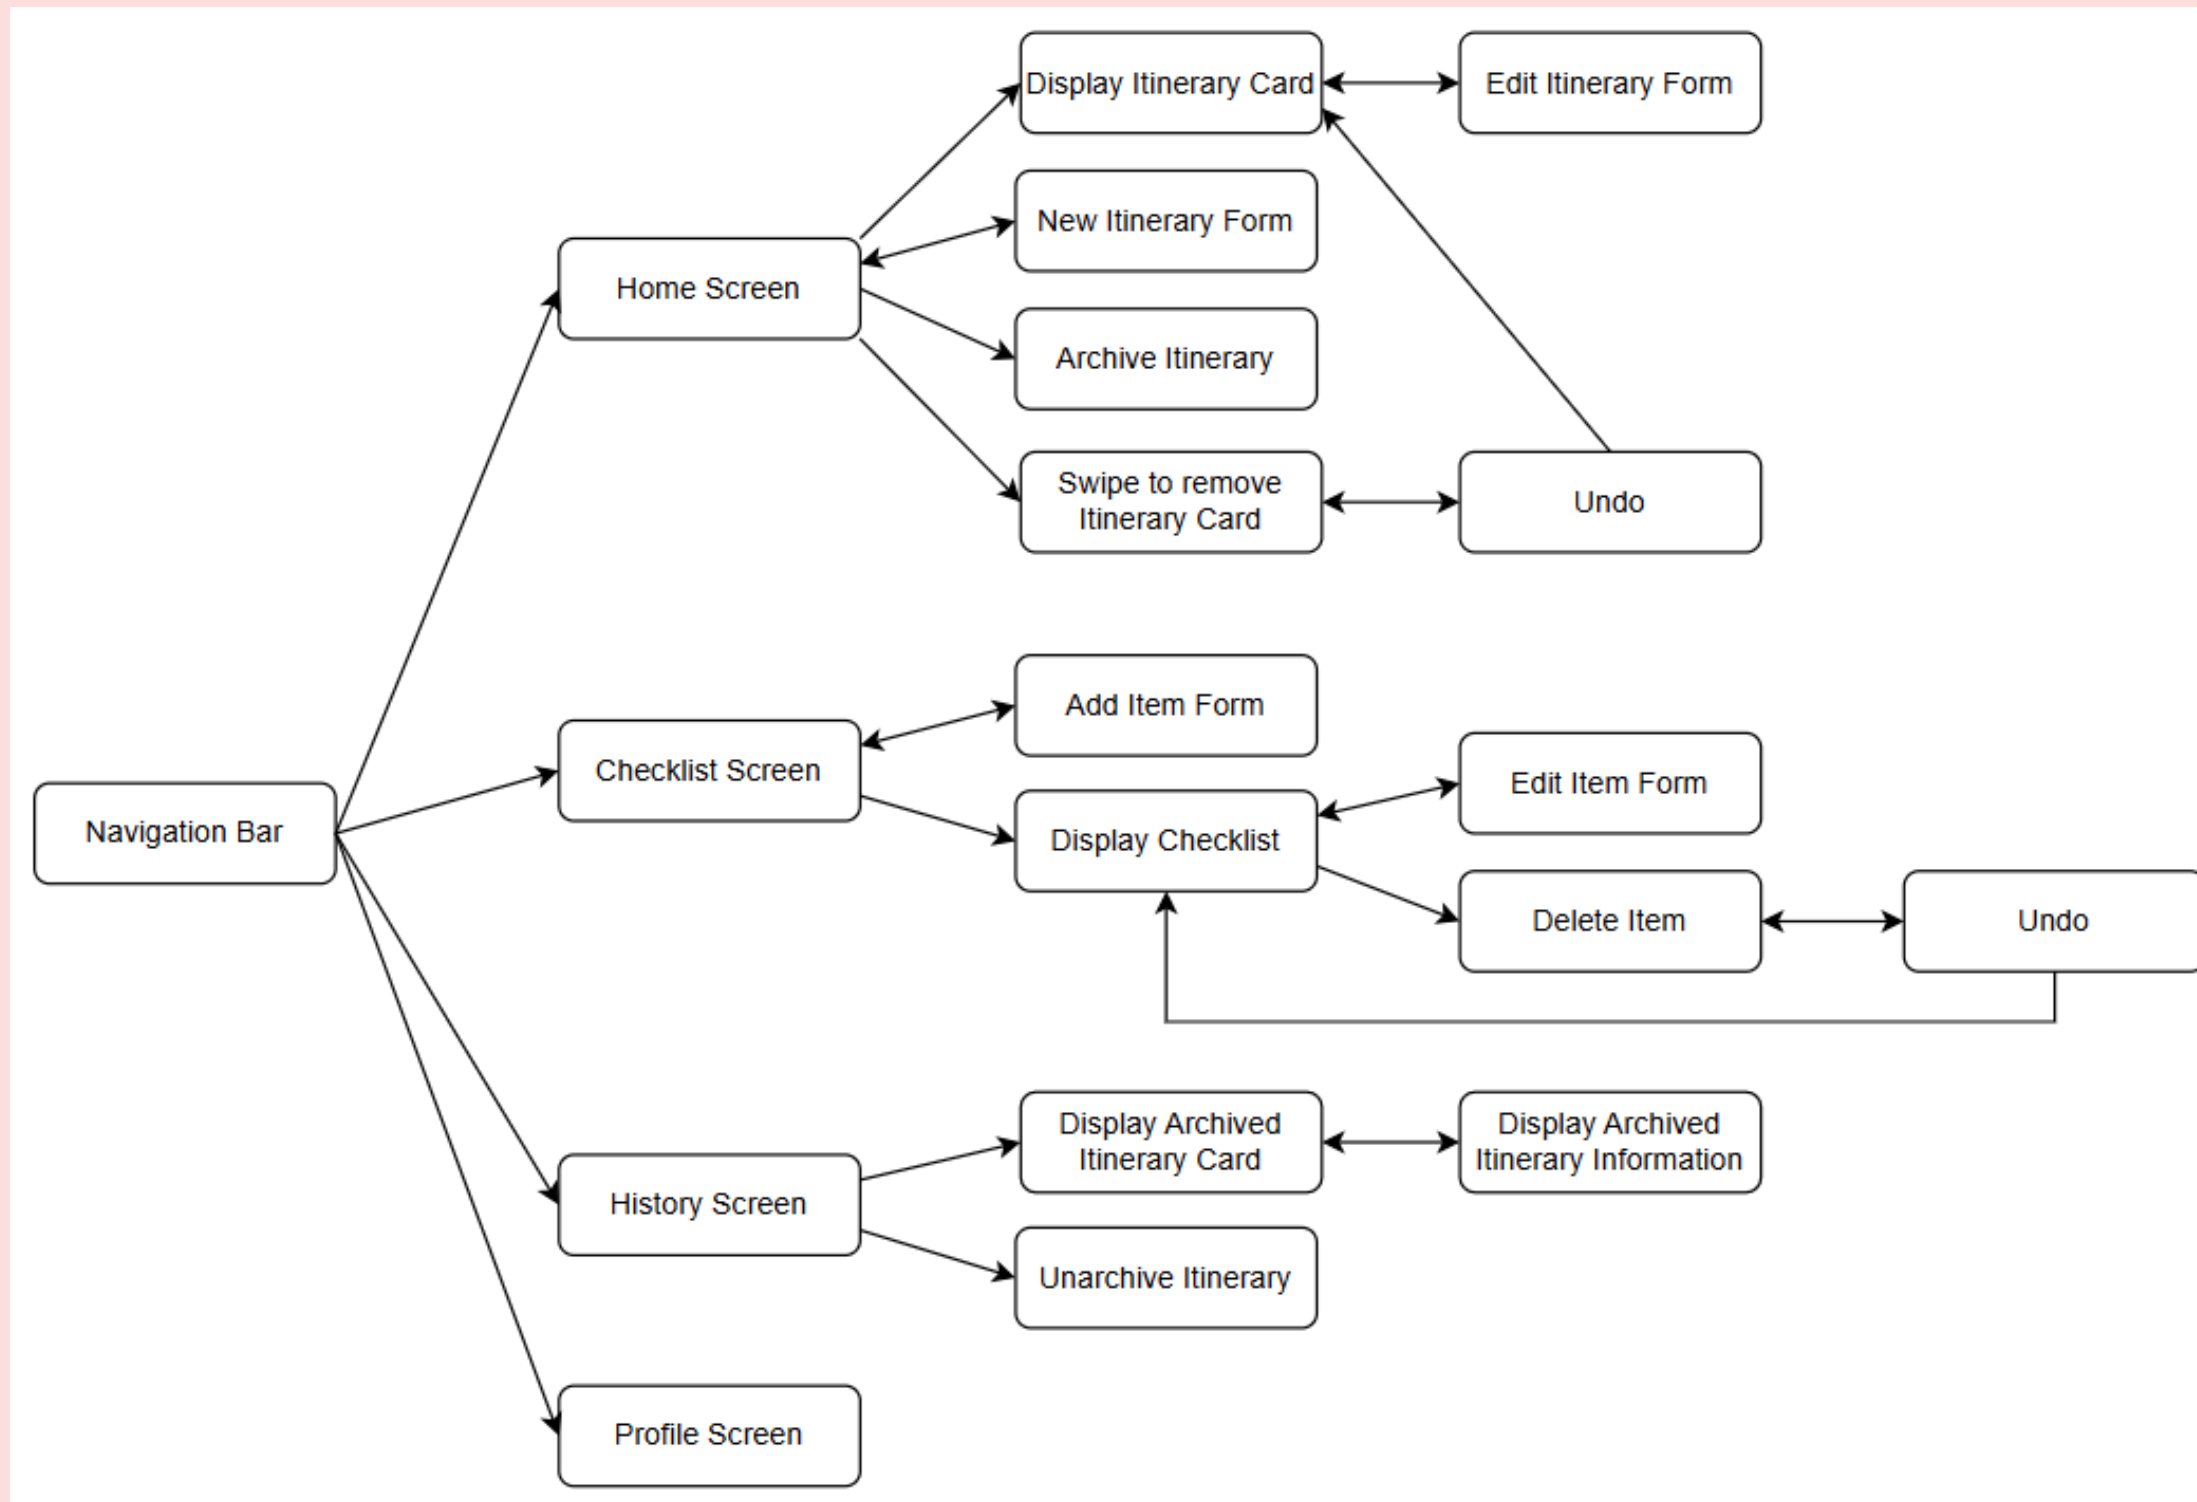 Display Itinerary Card
Edit Itinerary Form
New Itinerary Form
Home Screen
Archive Itinerary
Swipe to remove
Itinerary Card
Undo
Add Item Form
Checklist Screen
Edit Item Form
Navigation Bar
Display Checklist
Delete Item
Undo
Display Archived
Itinerary Card
Display Archived
Itinerary Information
History Screen
Unarchive Itinerary
Profile Screen